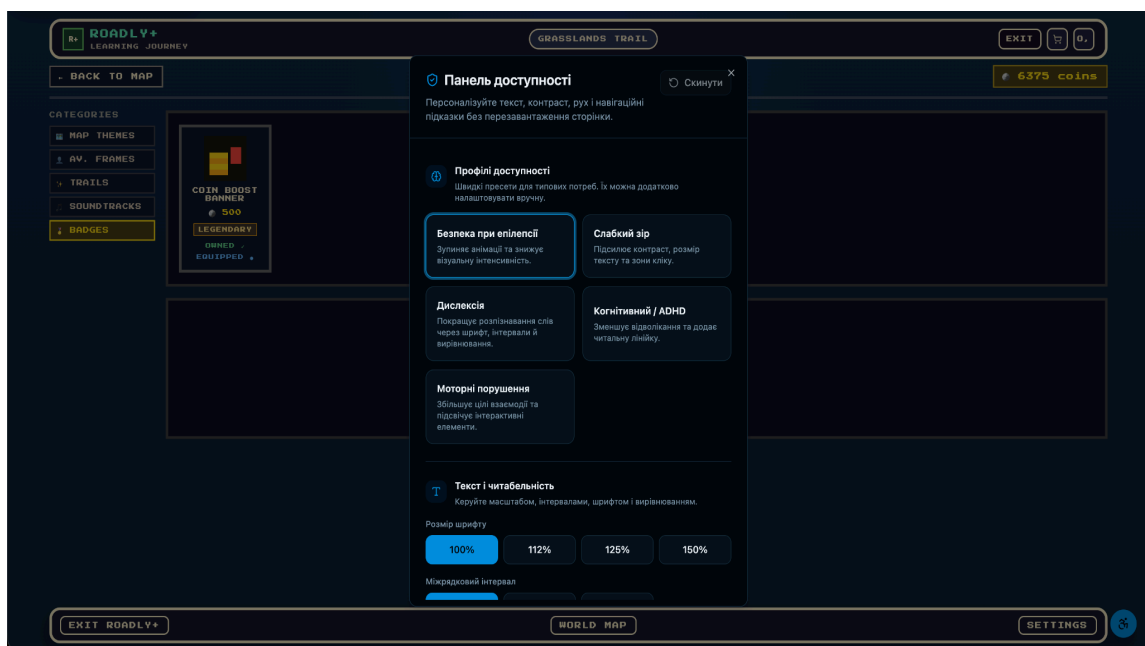 R+
ROADLY+
LEARNING JOURNEY
GRASSLANDS TRAIL
EXIT
BACK TO MAP
6375 coins
CATEGORIES
MAP THEMES
AV. FRAMES
TRAILS
SOUNDTRACKS
BADGES
COIN BOOST
BANNER
500
LEGENDARY
OWNED
EQUIPPED
Панель доступності
Скинути
Персоналізуйте текст, контраст, рух і навігаційні
підказки без перезавантаження сторінки.
Профілі доступності
Швидкі пресети для типових потреб. Їх можна додатково
налаштовувати вручну.
Безпека при епілепсії
Зупиняє анімації та знижує
візуальну інтенсивність.
Слабкий зір
Підсилює контраст, розмір
тексту та зони кліку.
Дислексія
Покращує розпізнавання слів
через шрифт, інтервали й
вирівнювання.
Когнітивний / ADHD
Зменшує відволікання та додає
читальну лінійку.
Моторні порушення
Збільшує цілі взаємодії та
підсвічує інтерактивні
елементи.
Текст і читабельність
Керуйте масштабом, інтервалами, шрифтом і вирівнюванням.
Розмір шрифту
100%
112%
125%
150%
Міжрядковий інтервал
EXIT ROADLY+
WORLD MAP
SETTINGS